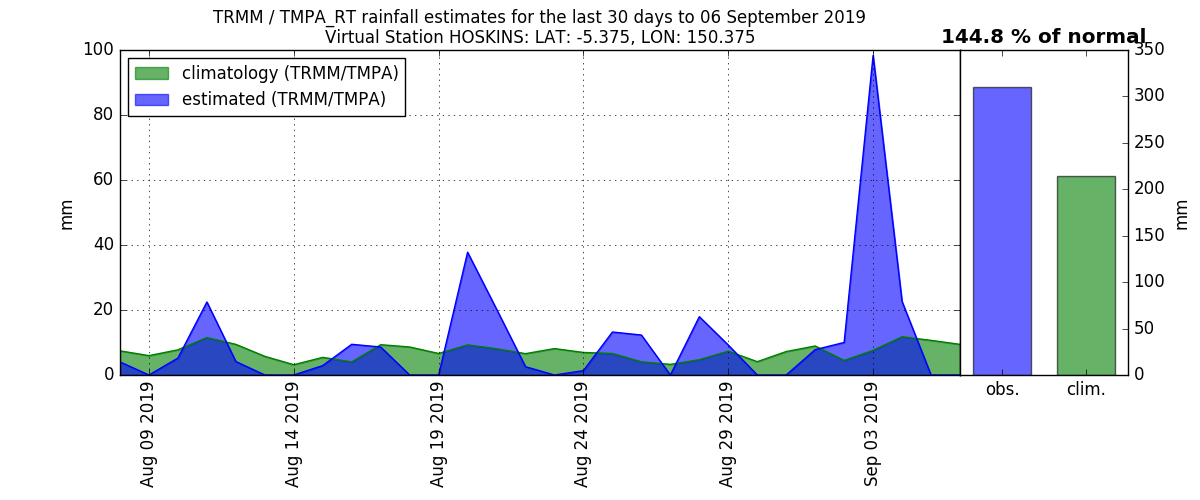 TRMM / TMPA_RT rainfall estimates for the last 30 days to 06 September 2019
Virtual Station HOSKINS: LAT: -5.375, LON: 150.375
144.8 % of normal
climatology (TRMM/TMPA)
estimated (TRMM/TMPA)
100
80
60
40
20
0
mm
Aug 09 2019
Aug 14 2019
Aug 19 2019
Aug 24 2019
Aug 29 2019
Sep 03 2019
350
300
250
200
150
100
50
0
mm
obs.
clim.